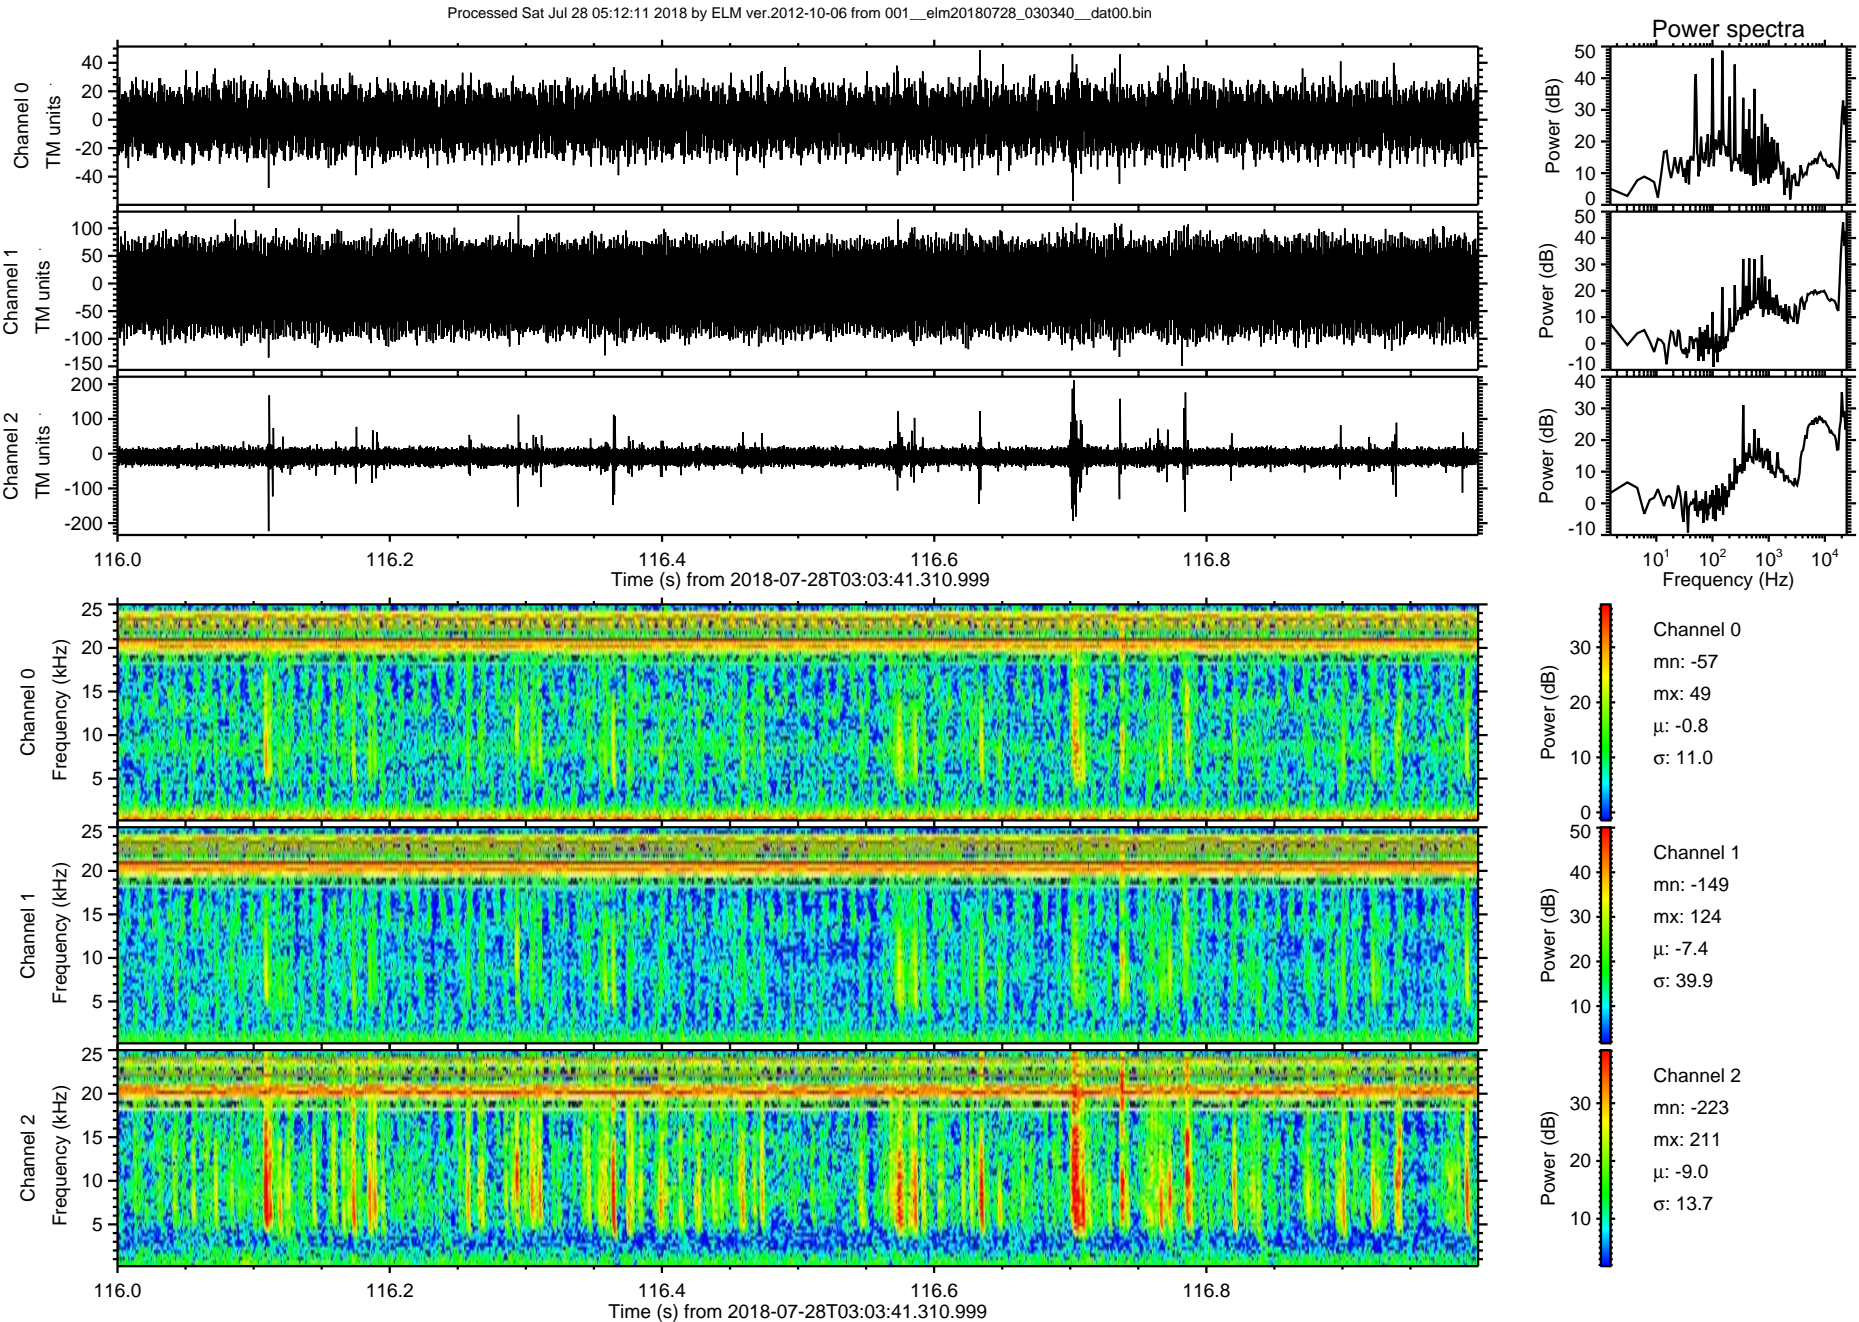 Processed Sat Jul 28 05:12:11 2018 by ELM ver.2012-10-06 from 001__elm20180728_030340__dat00.bin
Power spectra
Channel 0
TM units
40
20
0
-20
-40
Power (dB)
50
40
30
20
10
0
Channel 1
TM units
100
50
0
-50
-100
-150
Power (dB)
50
40
30
20
10
0
-10
Channel 2
TM units
200
100
0
-100
-200
Power (dB)
40
30
20
10
0
-10
116.0 116.2 116.4 116.6 116.8
Time (s) from 2018-07-28T03:03:41.310.999
10¹ 10² 10³ 10⁴
Frequency (Hz)
Channel 0
Frequency (kHz)
25
20
15
10
5
Power (dB)
30
20
10
0
Channel 0
mn: -57
mx: 49
μ: -0.8
σ: 11.0
Channel 1
Frequency (kHz)
25
20
15
10
5
Power (dB)
50
40
30
20
10
Channel 1
mn: -149
mx: 124
μ: -7.4
σ: 39.9
Channel 2
Frequency (kHz)
25
20
15
10
5
Power (dB)
30
20
10
Channel 2
mn: -223
mx: 211
μ: -9.0
σ: 13.7
116.0 116.2 116.4 116.6 116.8
Time (s) from 2018-07-28T03:03:41.310.999